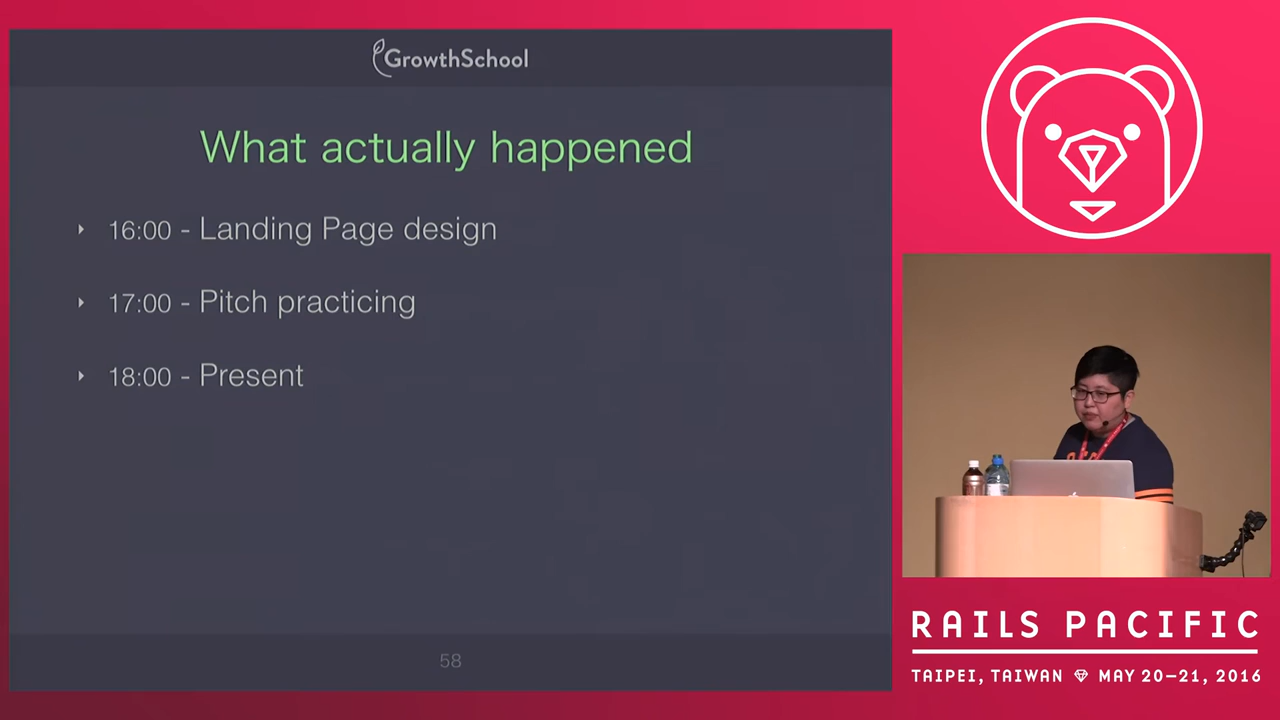 GrowthSchool
What actually happened
16:00 - Landing Page design
17:00 - Pitch practicing
18:00 - Present
58
RAILS PACIFIC
TAIPEI, TAIWAN MAY 20–21, 2016